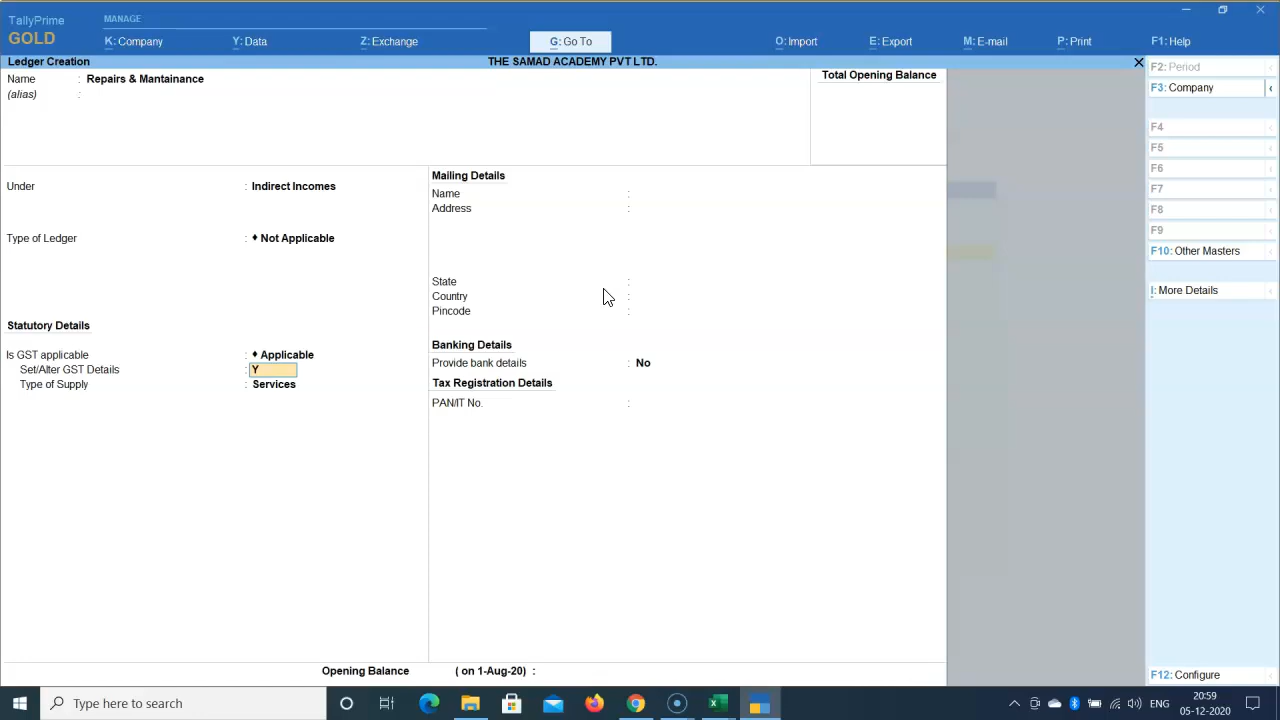 TallyPrime
GOLD
MANAGE
K: Company
Y: Data
Z: Exchange
G: Go To
O: Import
E: Export
M: E-mail
P: Print
F1: Help
Ledger Creation
THE SAMAD ACADEMY PVT LTD.
Name : Repairs & Mantainance
(alias) :
Total Opening Balance
Under : Indirect Incomes
Type of Ledger : ♦ Not Applicable
Statutory Details
Is GST applicable : ♦ Applicable
Set/Alter GST Details : Y
Type of Supply : Services
Mailing Details
Name :
Address :
State :
Country :
Pincode :
Banking Details
Provide bank details : No
Tax Registration Details
PAN/IT No. :
Opening Balance ( on 1-Aug-20) :
F2: Period
F3: Company
F4
F5
F6
F7
F8
F9
F10: Other Masters
I: More Details
F12: Configure
Type here to search
ENG
20:59
05-12-2020